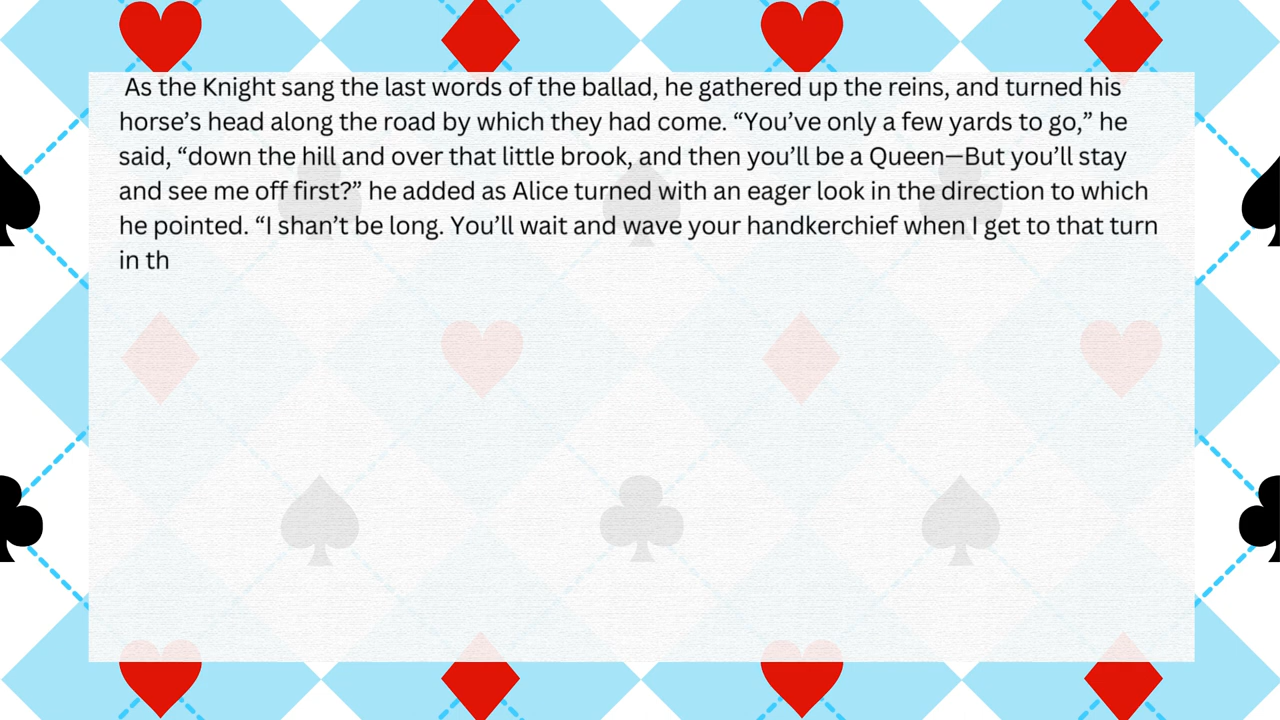 As the Knight sang the last words of the ballad, he gathered up the reins, and turned his
horse’s head along the road by which they had come. “You’ve only a few yards to go,” he
said, “down the hill and over that little brook, and then you’ll be a Queen—But you’ll stay
and see me off first?” he added as Alice turned with an eager look in the direction to which
he pointed. “I shan’t be long. You’ll wait and wave your handkerchief when I get to that turn
in th